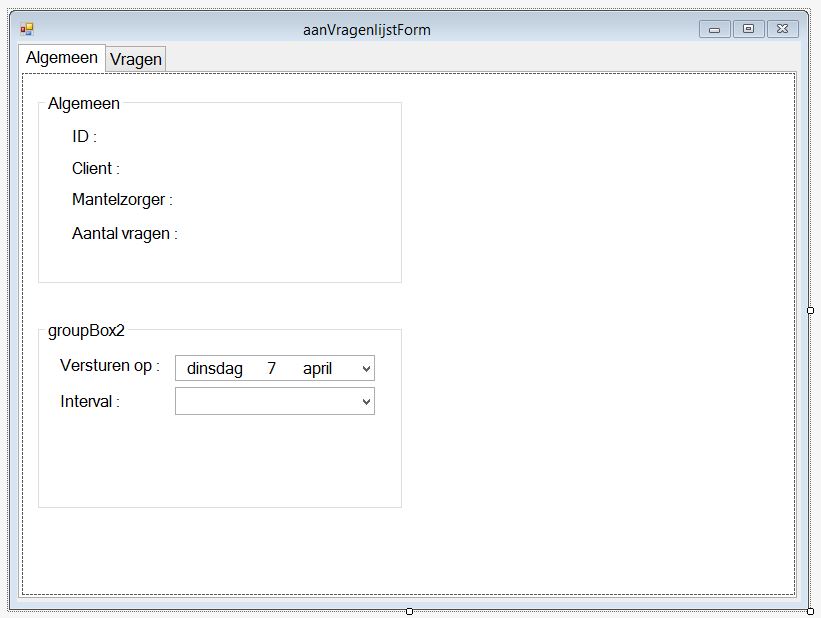 aanVragenlijstForm
Algemeen Vragen
Algemeen
ID :
Client :
Mantelzorger :
Aantal vragen :
groupBox2
Versturen op : dinsdag 7 april
Interval :